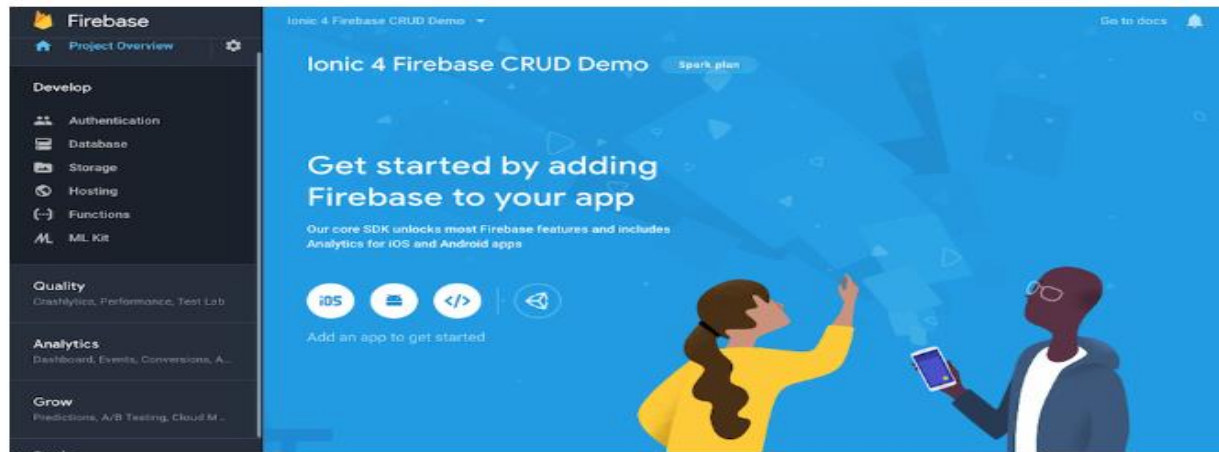 Firebase
Project Overview
Develop
Authentication
Database
Storage
Hosting
Functions
ML Kit
Quality
Crashlytics, Performance, Test Lab
Analytics
Dashboard, Events, Conversions, A...
Grow
Predictions, A/B Testing, Cloud M...
Ionic 4 Firebase CRUD Demo
Go to docs
Ionic 4 Firebase CRUD Demo Spark plan
Get started by adding
Firebase to your app
Our core SDK unlocks most Firebase features and includes
Analytics for iOS and Android apps
iOS </>
Add an app to get started